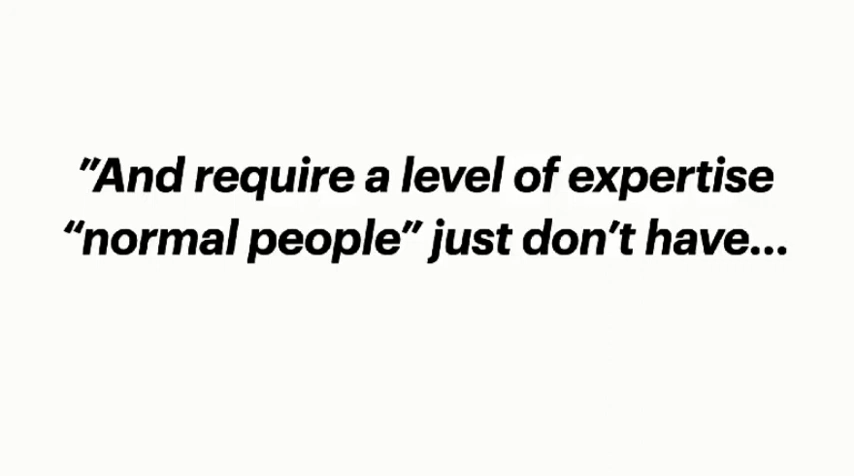 ”And require a level of expertise
“normal people” just don’t have...